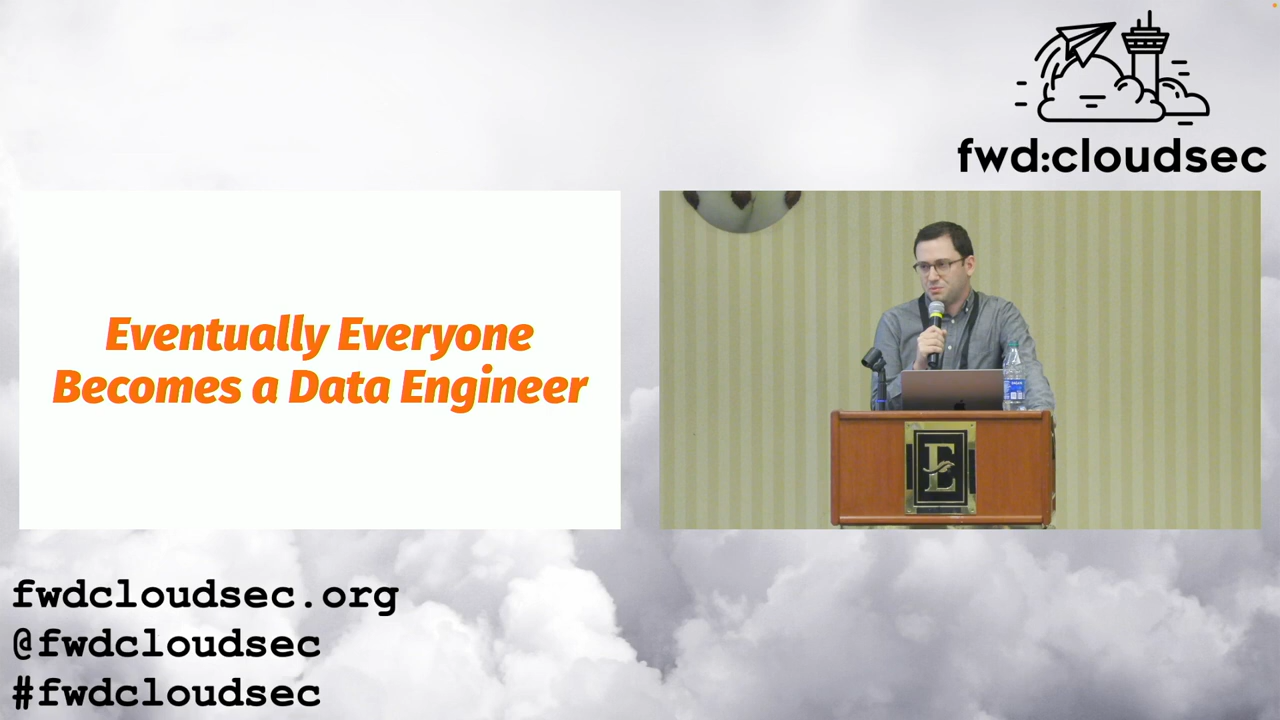 fwd:cloudsec
Eventually Everyone
Becomes a Data Engineer
E
fwdcloudsec.org
@fwdcloudsec
#fwdcloudsec